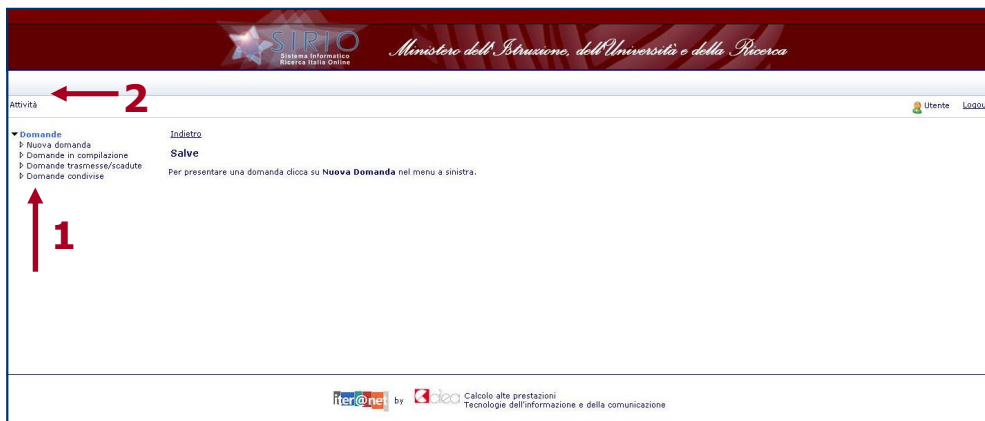 SIRIO
Sistema Informatico
Ricerca Italia Online
Ministero dell'Istruzione, dell'Università e della Ricerca
2
Attività
Utente Logou
Domande
Nuova domanda
Domande in compilazione
Domande trasmesse/scadute
Domande condivise
Indietro
Salve
Per presentare una domanda clicca su Nuova Domanda nel menu a sinistra.
1
iter@net by Cilea Calcolo alte prestazioni
Tecnologie dell'informazione e della comunicazione